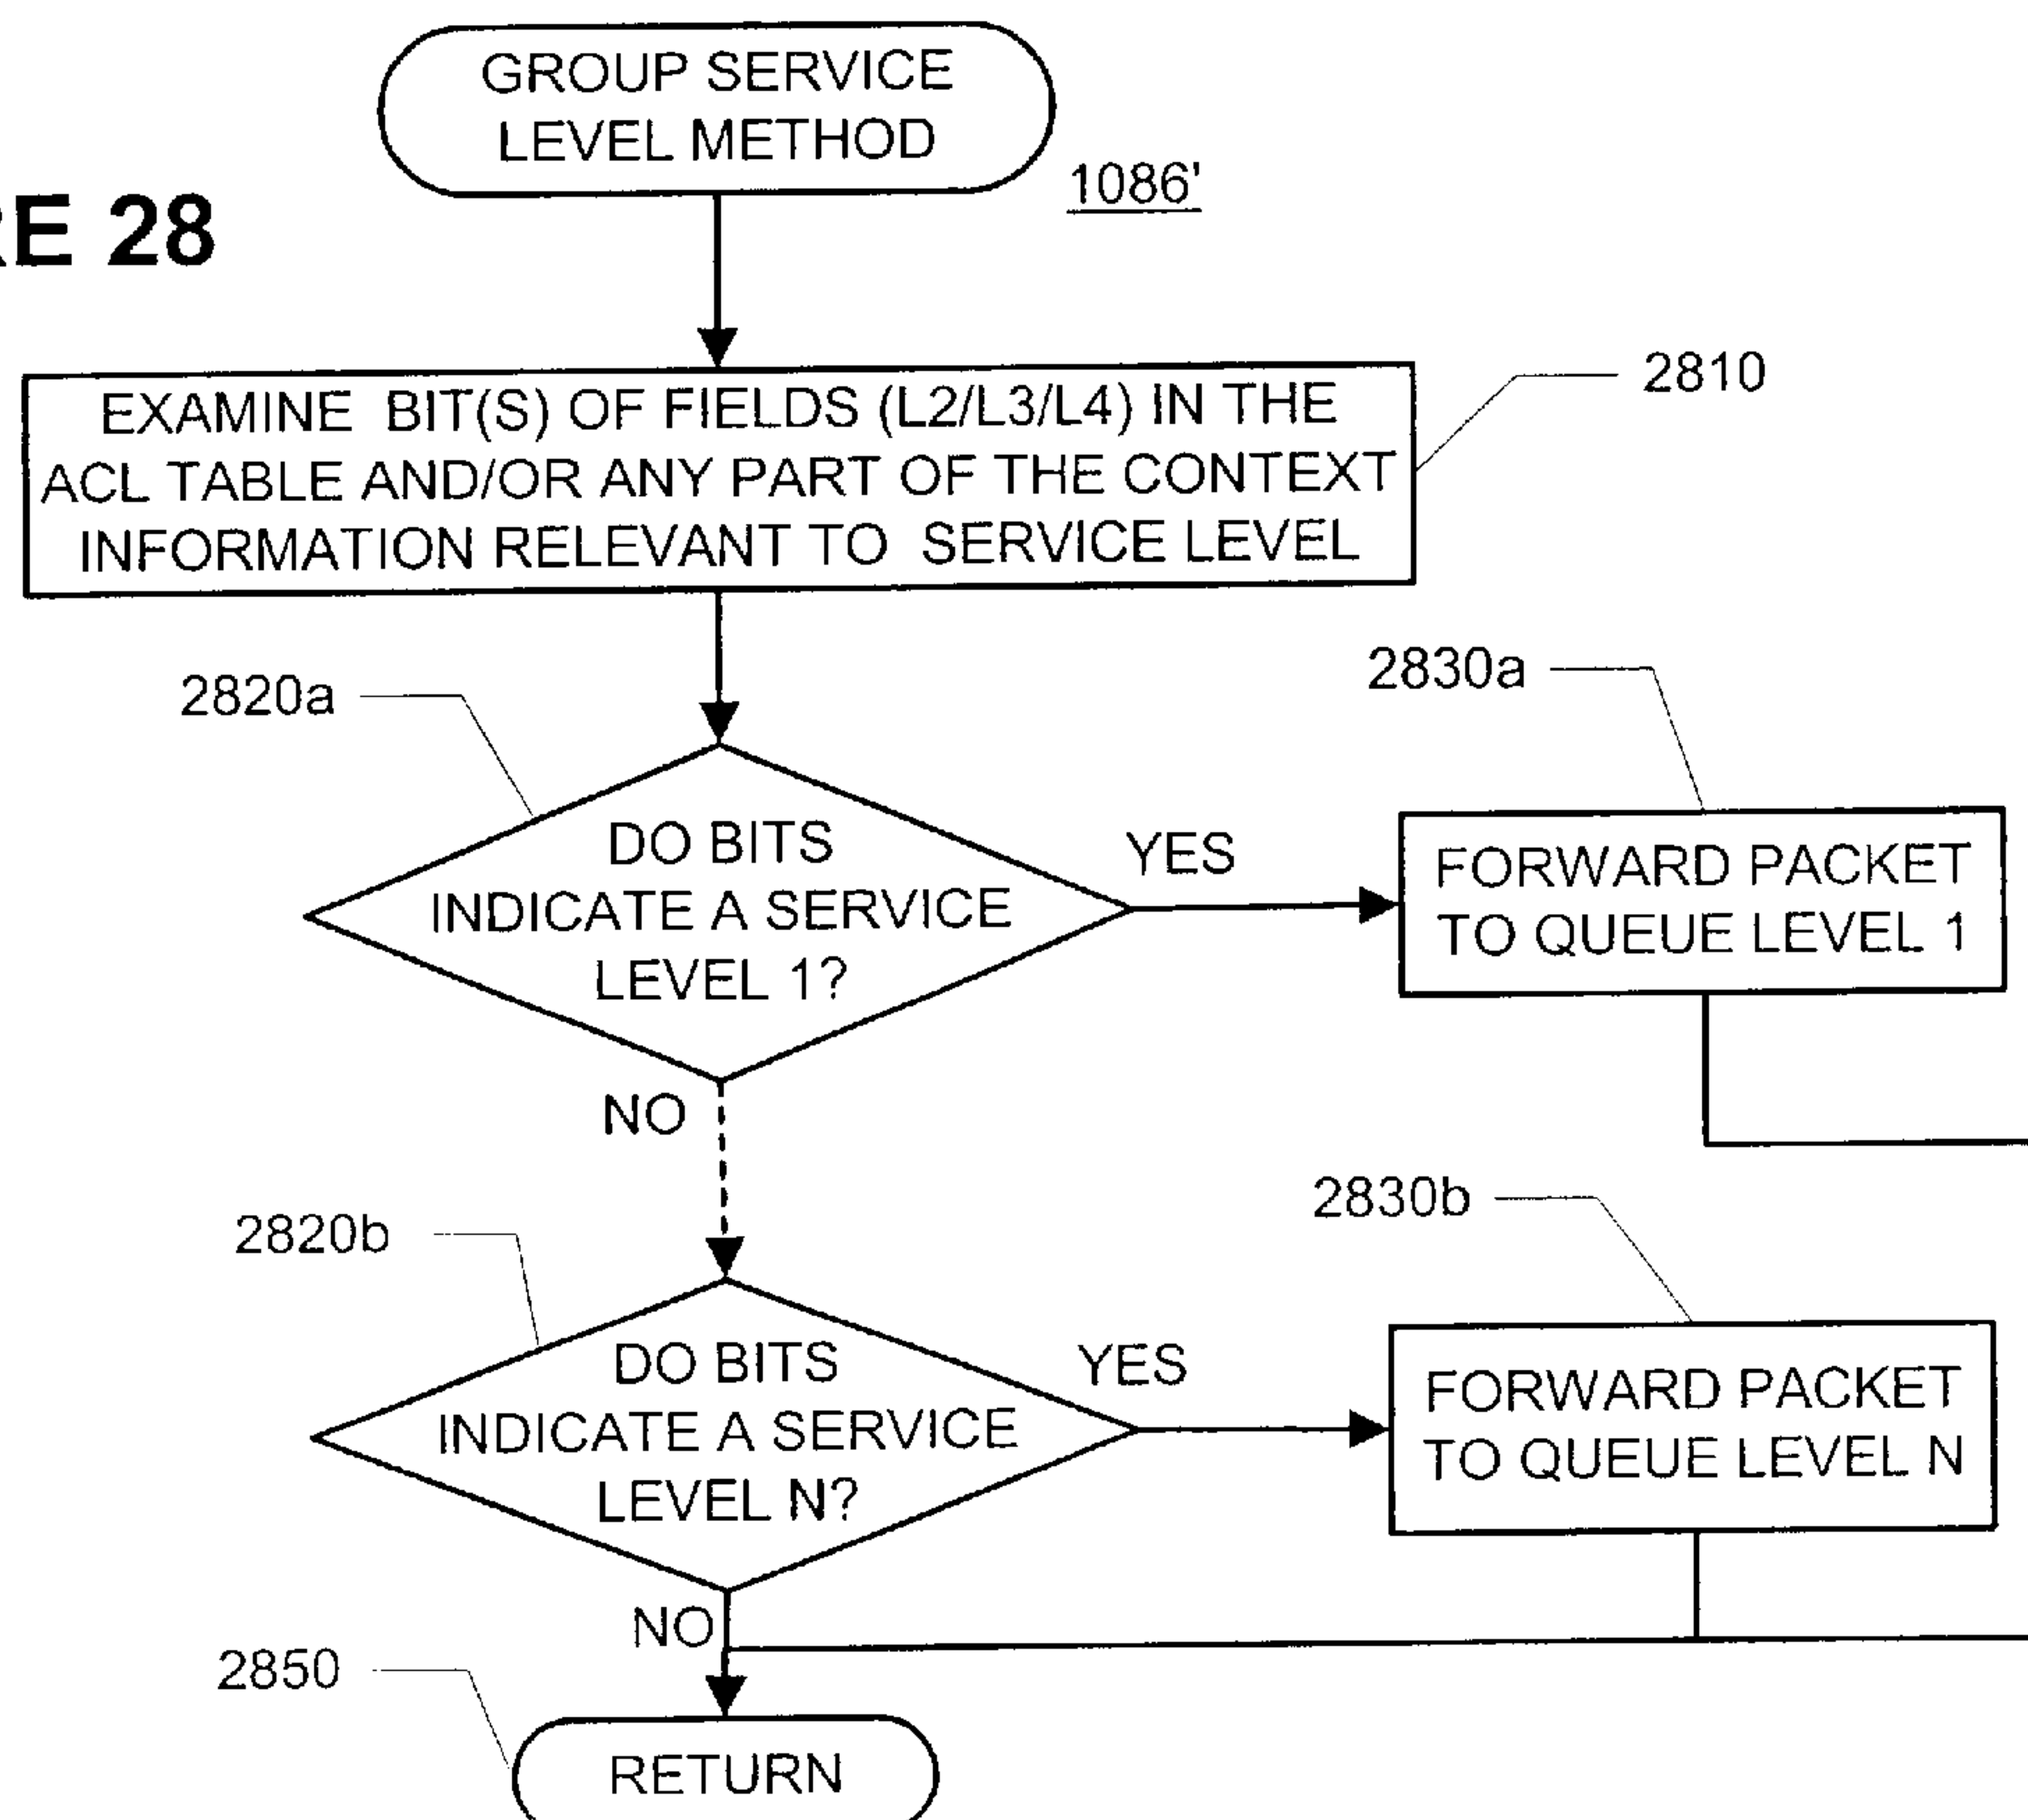 GROUP SERVICE
LEVEL METHOD
1086'
RE 28
2810
EXAMINE BIT(S) OF FIELDS (L2/L3/L4) IN THE
ACL TABLE AND/OR ANY PART OF THE CONTEXT
INFORMATION RELEVANT TO SERVICE LEVEL
2820a
2830a
DO BITS
INDICATE A SERVICE
LEVEL 1?
YES
FORWARD PACKET
TO QUEUE LEVEL 1
NO
2820b
2830b
DO BITS
INDICATE A SERVICE
LEVEL N?
YES
FORWARD PACKET
TO QUEUE LEVEL N
NO
2850
RETURN